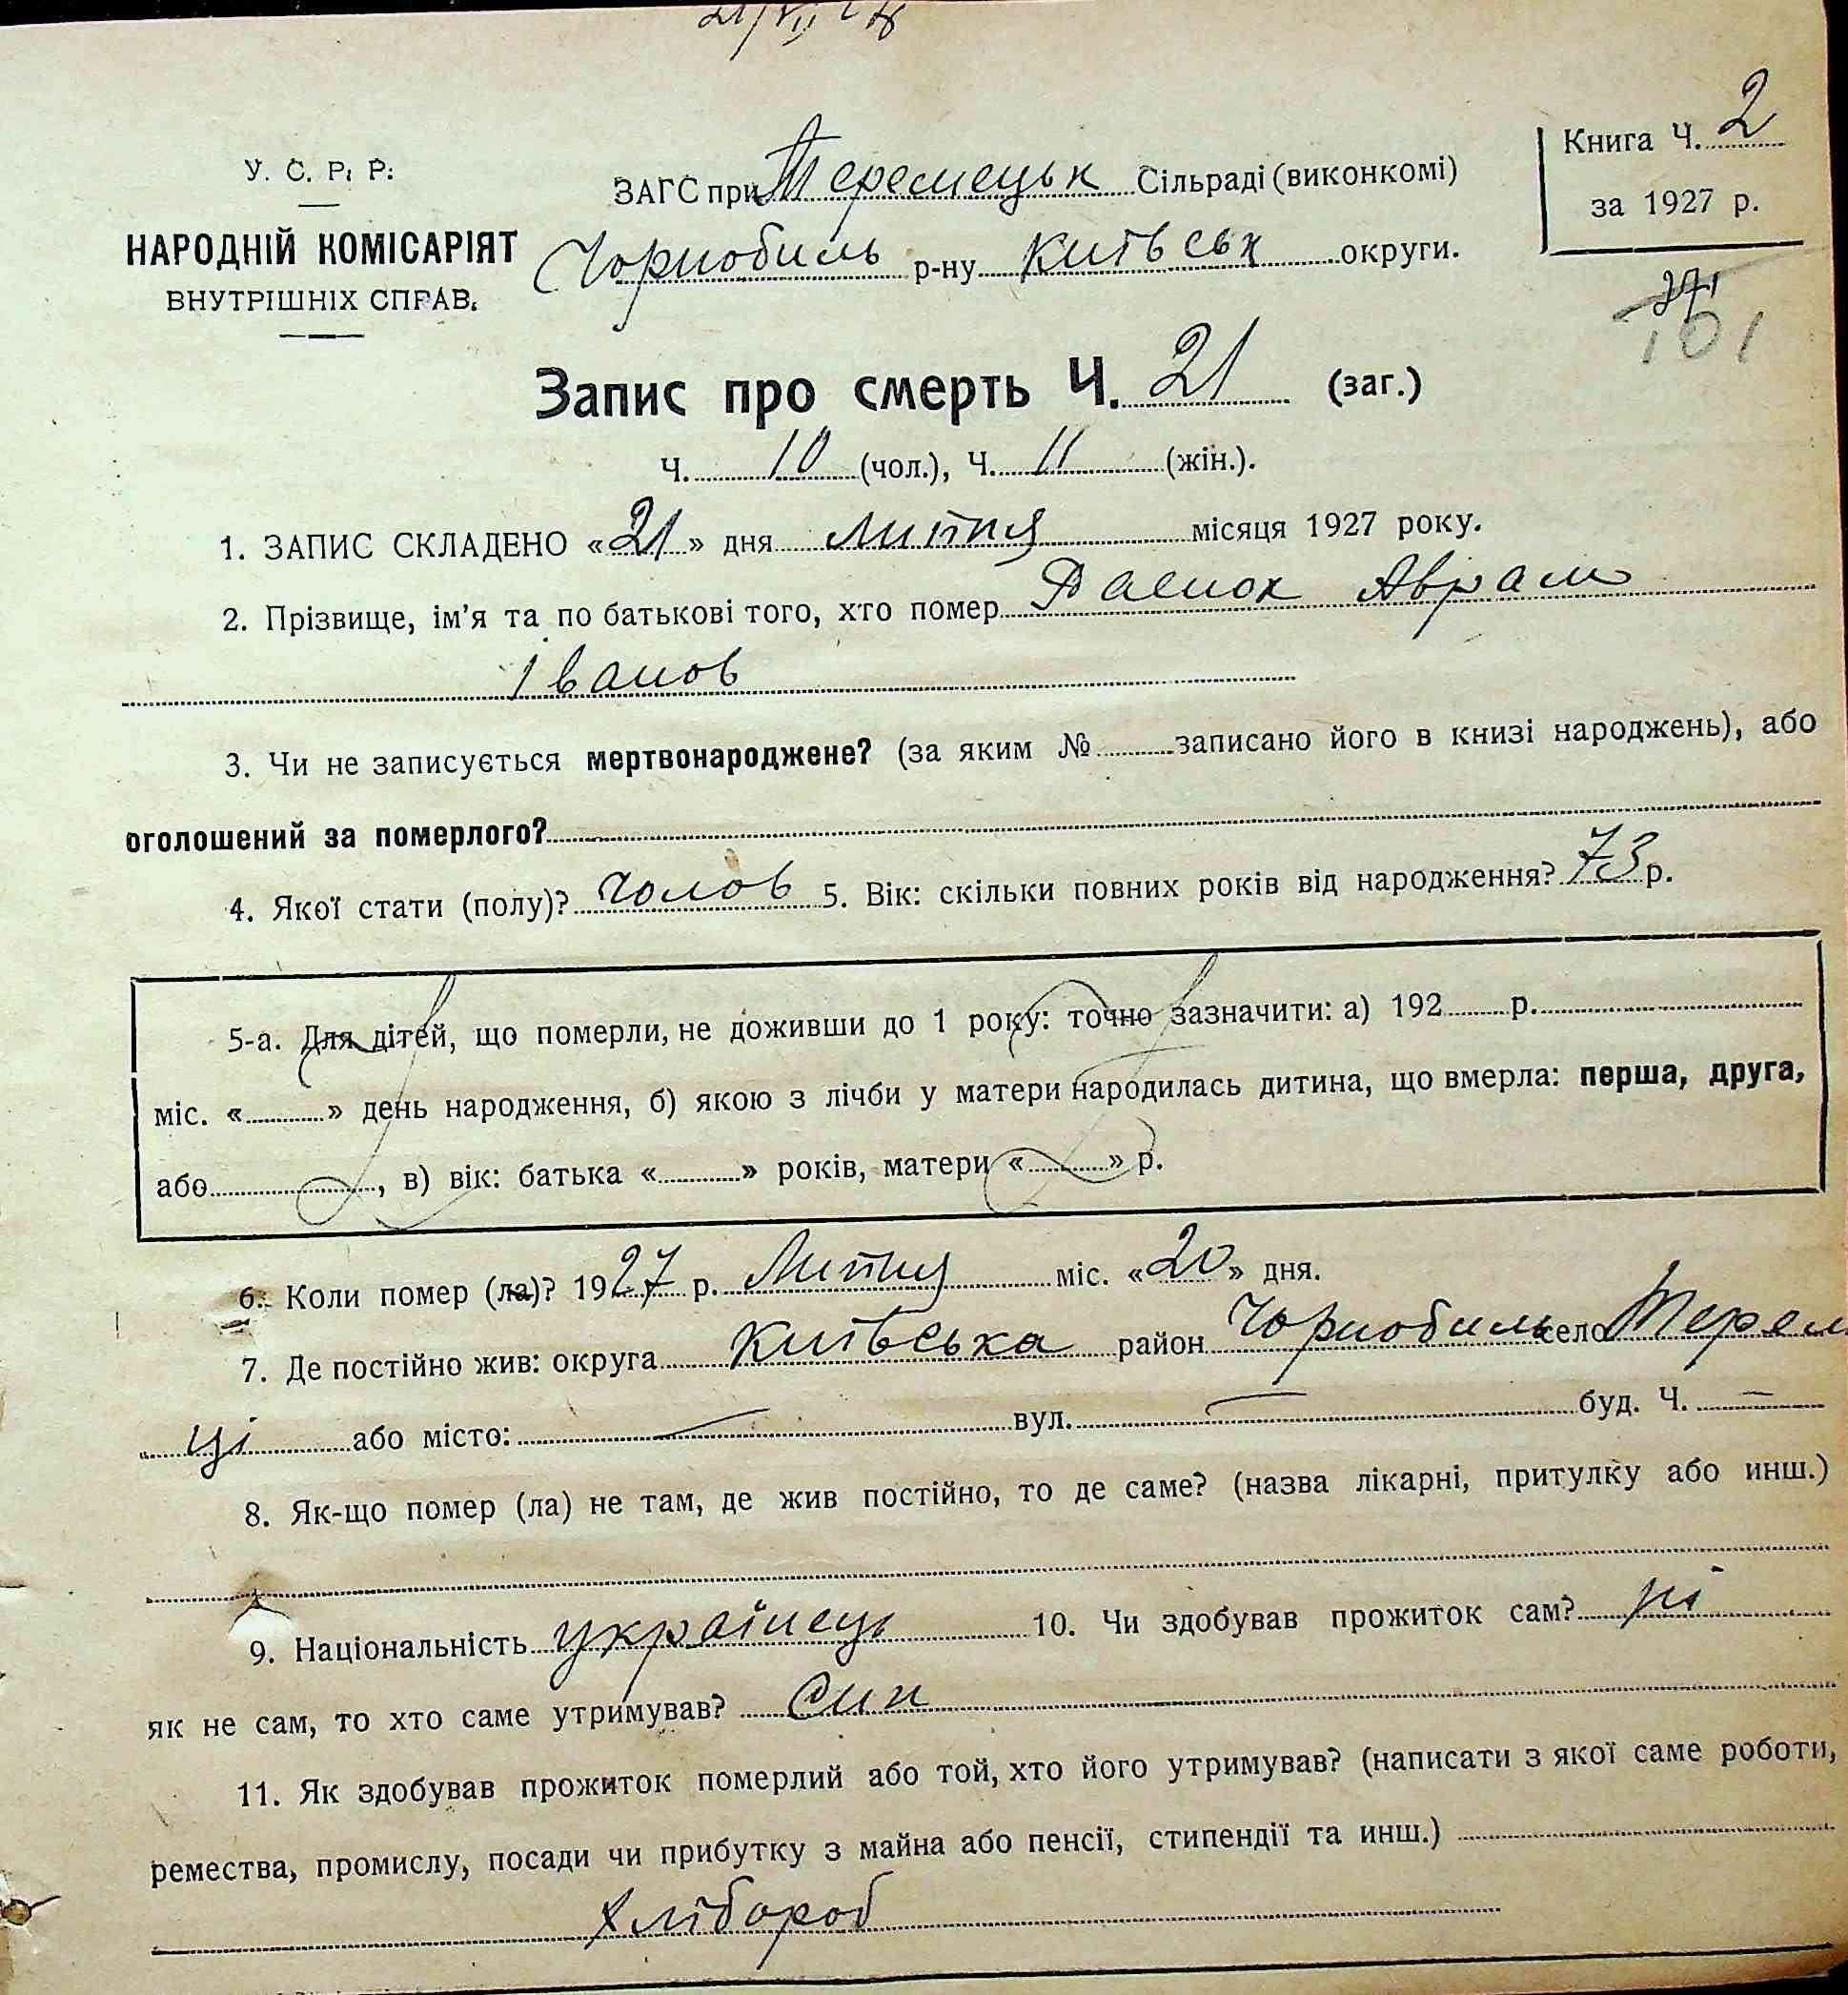 21/VII 27
У. С. Р. Р.
НАРОДНІЙ КОМІСАРІЯТ
ВНУТРІШНІХ СПРАВ.
ЗАГС при Теремецьк Сільраді (виконкомі)
Чорнобиль р-ну Київськ округи.
Книга Ч. 2
за 1927 р.
101
Запис про смерть Ч. 21 (заг.)
Ч. 10 (чол.), Ч. 11 (жін.).
1. ЗАПИС СКЛАДЕНО «21» дня липня місяця 1927 року.
2. Прізвище, ім'я та по батькові того, хто помер Аврам
Іванов
3. Чи не записується мертвонароджене? (за яким № записано його в книзі народжень), або
оголошений за померлого?
4. Якої стати (полу)? чолов 5. Вік: скільки повних років від народження? 73 р.
5-а. Для дітей, що померли, не доживши до 1 року: точно зазначити: а) 192 р.
міс. « » день народження, б) якою з лічби у матери народилась дитина, що вмерла: перша, друга,
або , в) вік: батька « » років, матери « » р.
6. Коли помер (ла)? 1927 р. Липня міс. «20» дня.
7. Де постійно жив: округа Київська район Чорнобиль село Терем
ці або місто: — вул. — буд. Ч. —
8. Як-що помер (ла) не там, де жив постійно, то де саме? (назва лікарні, притулку або инш.)
9. Національність українець 10. Чи здобував прожиток сам? ні
як не сам, то хто саме утримував? Син
11. Як здобував прожиток померлий або той, хто його утримував? (написати з якої саме роботи,
ремества, промислу, посади чи прибутку з майна або пенсії, стипендії та инш.)
хлібороб